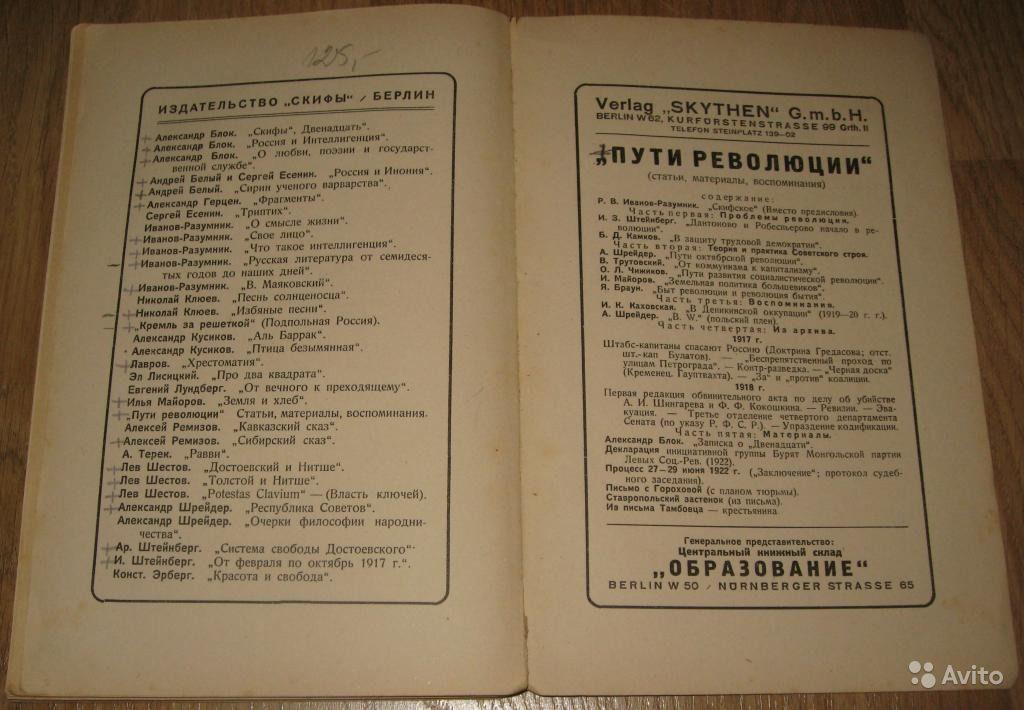 125,-
ИЗДАТЕЛЬСТВО „СКИФЫ“ / БЕРЛИН
Александр Блок. „Скифы“, Двенадцать“.
Александр Блок. „Россия и Интеллигенция“.
Александр Блок. „О любви, поэзии и государст-
венной службе“.
Андрей Белый и Сергей Есенин. „Россия и Инония“.
Андрей Белый. „Сирин ученого варварства“.
Александр Герцен. „Фрагменты“.
Сергей Есенин. „Триптих“.
Иванов-Разумник. „О смысле жизни“.
Иванов-Разумник. „Свое лицо“.
Иванов-Разумник. „Что такое интеллигенция“.
Иванов-Разумник. „Русская литература от семидеся-
тых годов до наших дней“.
Иванов-Разумник. „В. Маяковский“.
Николай Клюев. „Песнь солнценосца“.
Николай Клюев. „Избяные песни“.
„Кремль за решеткой“ (Подпольная Россия).
Александр Кусиков. „Аль Баррак“.
Александр Кусиков. „Птица безымянная“.
Лавров. „Хрестоматия“.
Эл Лисицкий. „Про два квадрата“.
Евгений Лундберг. „От вечного к преходящему“.
Илья Майоров. „Земля и хлеб“.
„Пути революции“ Статьи, материалы, воспоминания.
Алексей Ремизов. „Кавказский сказ“.
Алексей Ремизов. „Сибирский сказ“.
А. Терек. „Равви“.
Лев Шестов. „Достоевский и Нитше“.
Лев Шестов. „Толстой и Нитше“.
Лев Шестов. „Potestas Clavium“ — (Власть ключей).
Александр Шрейдер. „Республика Советов“.
Александр Шрейдер. „Очерки философии народни-
чества“.
Ар. Штейнберг. „Система свободы Достоевского“
И. Штейнберг. „От февраля по октябрь 1917 г.“.
Конст. Эрберг. „Красота и свобода“.
Verlag „SKYTHEN“ G.m.b.H.
BERLIN W 62, KURFÜRSTENSTRASSE 99 Grth. II
TELEFON STEINPLATZ 139—02
„ПУТИ РЕВОЛЮЦИИ“
(статьи, материалы, воспоминания)
содержание:
Р. В. Иванов-Разумник. „Скифское“ (Вместо предисловия).
Часть первая: Проблемы революции.
И. З. Штейнберг. „Дантоново и Робеспьерово начало в ре-
волюции“.
Б. Д. Камков. „В защиту трудовой демократии“.
Часть вторая: Теория и практика Советского строя.
А. Шрейдер. „Пути октябрской революции“.
В. Трутовский. „От коммунизма к капитализму“.
О. Л. Чижиков. „Пути развития социалистической революции“
И. Майоров. „Земельная политика большевиков“.
Я. Браун. „Быт революции и революция бытия“.
Часть третья: Воспоминания.
И. К. Каховская. „В Деникинской оккупации“ (1919—20 г. г.).
А. Шрейдер. „В. W.“ (польский плен).
Часть четвертая: Из архива.
1917 г.
Штабс-капитаны спасают Россию (Доктрина Гредасова; отст.
шт.-кап Булатов). — „Беспрепятственный проход по
улицам Петрограда“. — Контр-разведка. — „Черная доска“
(Кременец. Гауптвахта). — „За“ и „против“ коалиции.
1918 г.
Первая редакция обвинительного акта по делу об убийстве
А. И. Шингарева и Ф. Ф. Кокошкина. — Ревизии. — Эва-
куация. — Третье отделение четвертого департамента
Сената (по указу Р. Ф. С. Р.). — Упразднение кодификации.
Часть пятая: Материалы.
Александр Блок. „Записка о „Двенадцати“.
Декларация инициативной группы Бурят Монгольской партии
Левых Соц.-Рев. (1922).
Процесс 27—29 июня 1922 г. („Заключение“; протокол судеб-
ного заседания).
Письмо с Гороховой (с планом тюрьмы).
Ставропольский застенок (из письма).
Из письма Тамбовца — крестьянина
Генеральное представительство:
Центральный книжный склад
„ОБРАЗОВАНИЕ“
BERLIN W 50 / NÜRNBERGER STRASSE 65
Avito